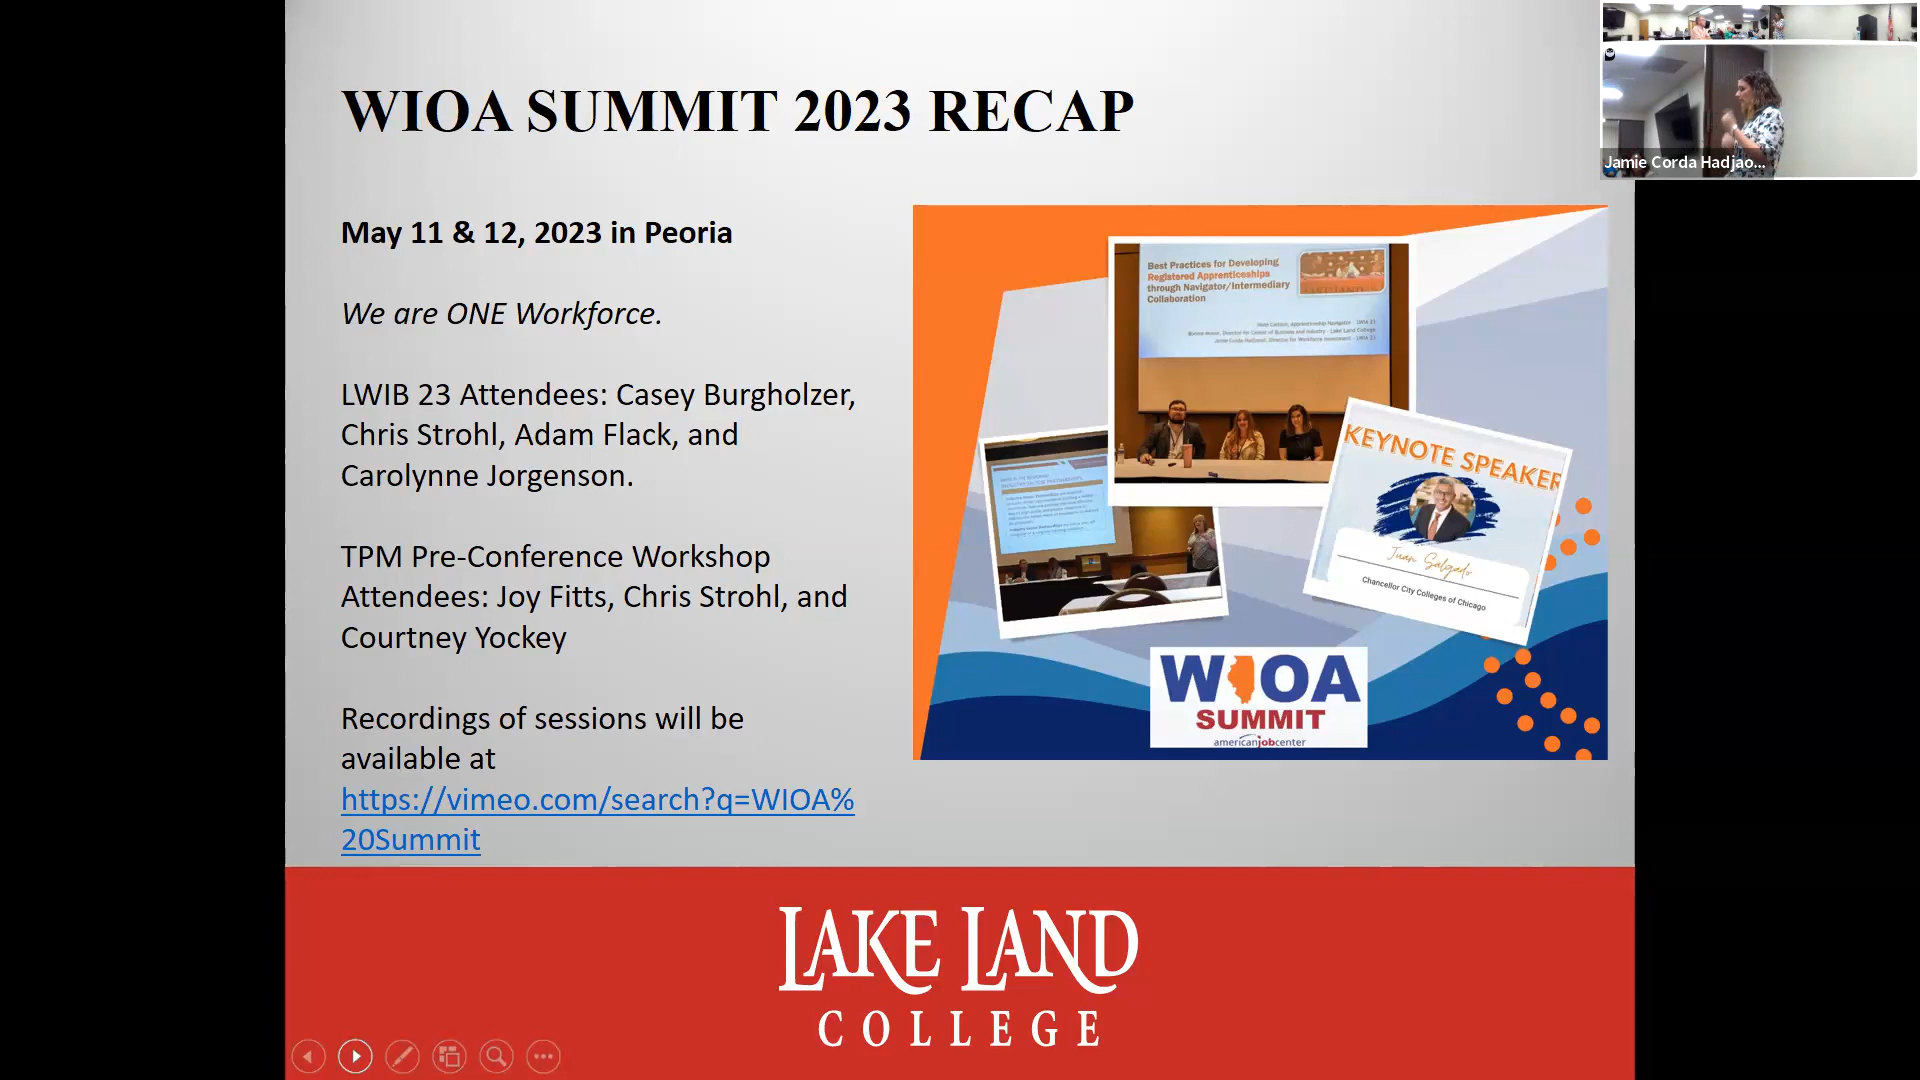 WIOA SUMMIT 2023 RECAP
Jamie Corda Hadjao...
May 11 & 12, 2023 in Peoria
We are ONE Workforce.
LWIB 23 Attendees: Casey Burgholzer,
Chris Strohl, Adam Flack, and
Carolynne Jorgenson.
TPM Pre-Conference Workshop
Attendees: Joy Fitts, Chris Strohl, and
Courtney Yockey
Recordings of sessions will be
available at
https://vimeo.com/search?q=WIOA%
20Summit
Best Practices for Developing
Registered Apprenticeships
through Navigator/Intermediary
Collaboration
KEYNOTE SPEAKER
Juan Salgado
Chancellor City Colleges of Chicago
WIOA
SUMMIT
americanjobcenter
LAKE LAND
COLLEGE